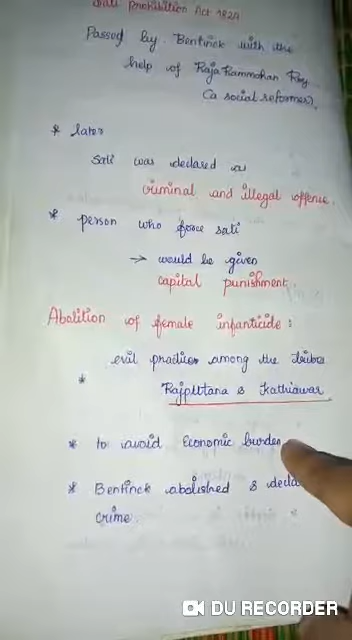 Sati Prohibition Act 1829
Passed by Bentinck with the
help of Raja Rammohan Roy
(a social reformer).
* later
Sati was declared as
criminal and illegal offense.
* person who force sati
→ would be given
capital punishment.
Abolition of female infanticide:
evil practice among the tribes
*
Rajputana & Kathiawar
* to avoid Economic burden
* Bentinck abolished & decla
crime
DU RECORDER